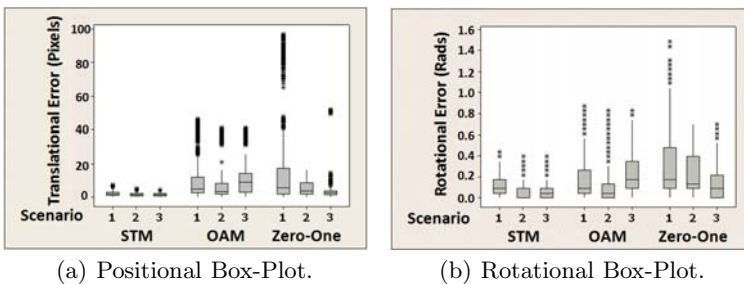 Translational Error (Pixels)
100
80
60
40
20
0
Scenario 1 2 3 1 2 3 1 2 3
STM OAM Zero-One
(a) Positional Box-Plot.
Rotational Error (Rads)
1.6
1.4
1.2
1.0
0.8
0.6
0.4
0.2
0.0
Scenario 1 2 3 1 2 3 1 2 3
STM OAM Zero-One
(b) Rotational Box-Plot.